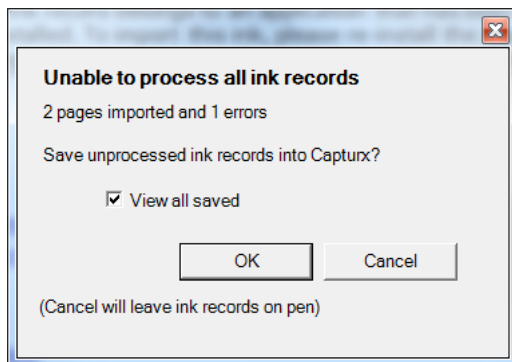 Unable to process all ink records
2 pages imported and 1 errors
Save unprocessed ink records into Capturx?
View all saved
OK
Cancel
(Cancel will leave ink records on pen)